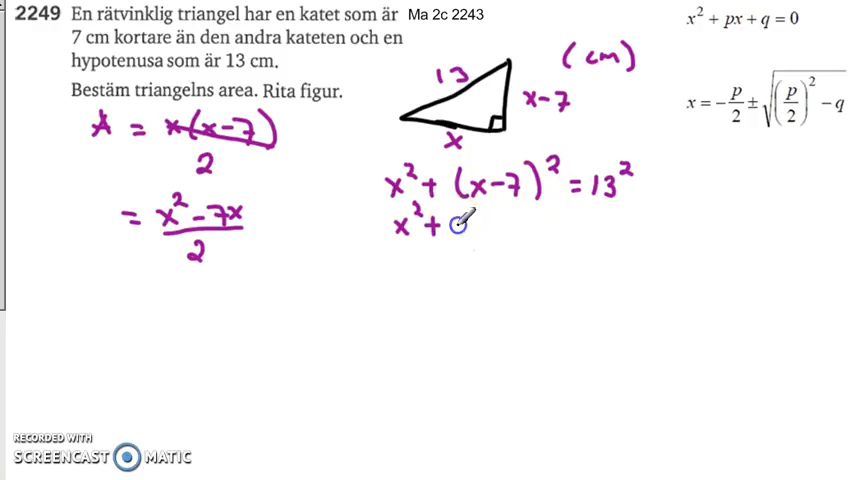 2249 En rätvinklig triangel har en katet som är
7 cm kortare än den andra kateten och en
hypotenusa som är 13 cm.
Bestäm triangelns area. Rita figur.
Ma 2c 2243
x² + px + q = 0
x = -p/2 ± √((p/2)² - q)
(cm)
13
x-7
x
A = x(x-7)/2
= x² - 7x/2
x² + (x-7)² = 13²
x² +
RECORDED WITH
SCREENCAST MATIC